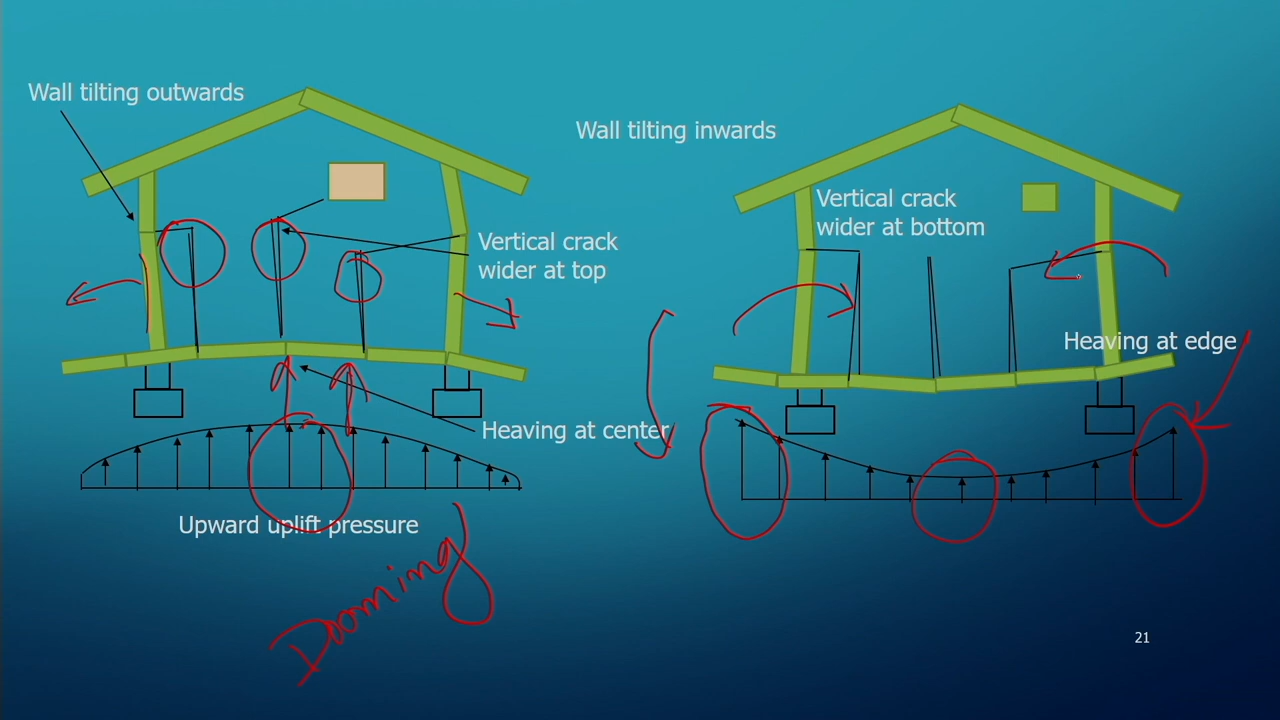 Wall tilting outwards
Wall tilting inwards
Vertical crack
wider at bottom
Vertical crack
wider at top
Heaving at edge
Heaving at center
Upward uplift pressure
Dooming
21